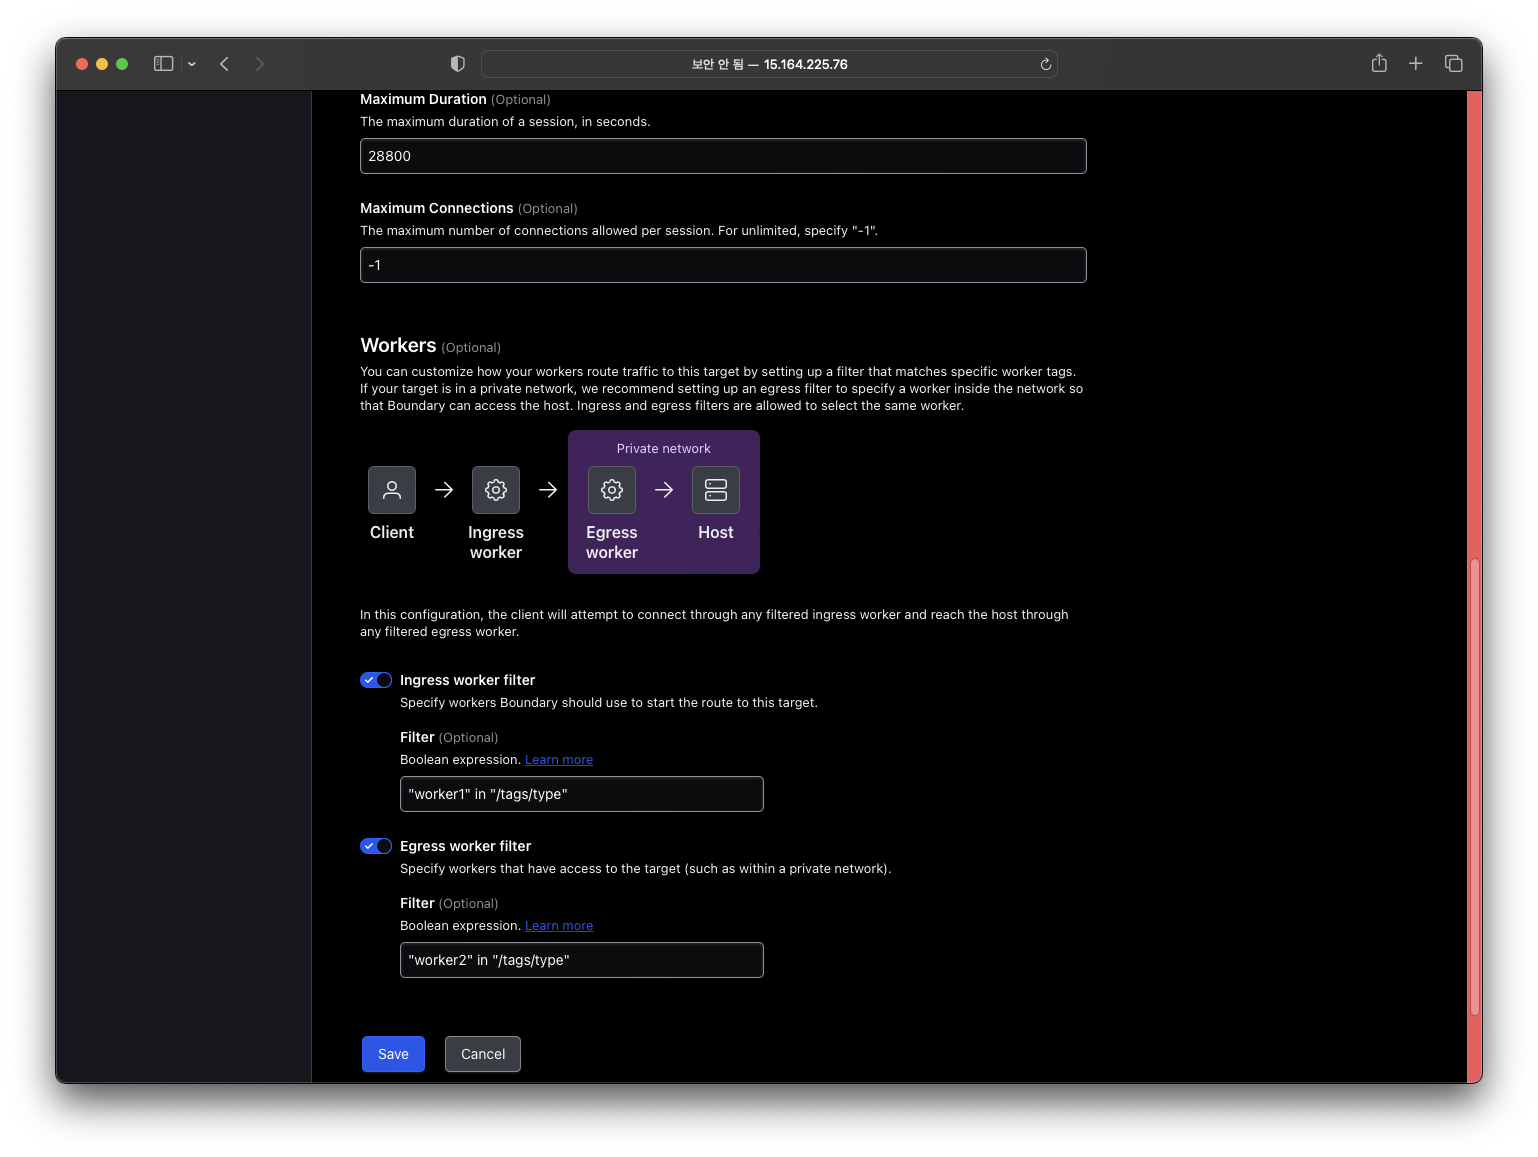 보안 안 됨 — 15.164.225.76
Maximum Duration (Optional)
The maximum duration of a session, in seconds.
28800
Maximum Connections (Optional)
The maximum number of connections allowed per session. For unlimited, specify "-1".
-1
Workers (Optional)
You can customize how your workers route traffic to this target by setting up a filter that matches specific worker tags.
If your target is in a private network, we recommend setting up an egress filter to specify a worker inside the network so
that Boundary can access the host. Ingress and egress filters are allowed to select the same worker.
Private network
Client
Ingress
worker
Egress
worker
Host
In this configuration, the client will attempt to connect through any filtered ingress worker and reach the host through
any filtered egress worker.
Ingress worker filter
Specify workers Boundary should use to start the route to this target.
Filter (Optional)
Boolean expression. Learn more
"worker1" in "/tags/type"
Egress worker filter
Specify workers that have access to the target (such as within a private network).
Filter (Optional)
Boolean expression. Learn more
"worker2" in "/tags/type"
Save
Cancel